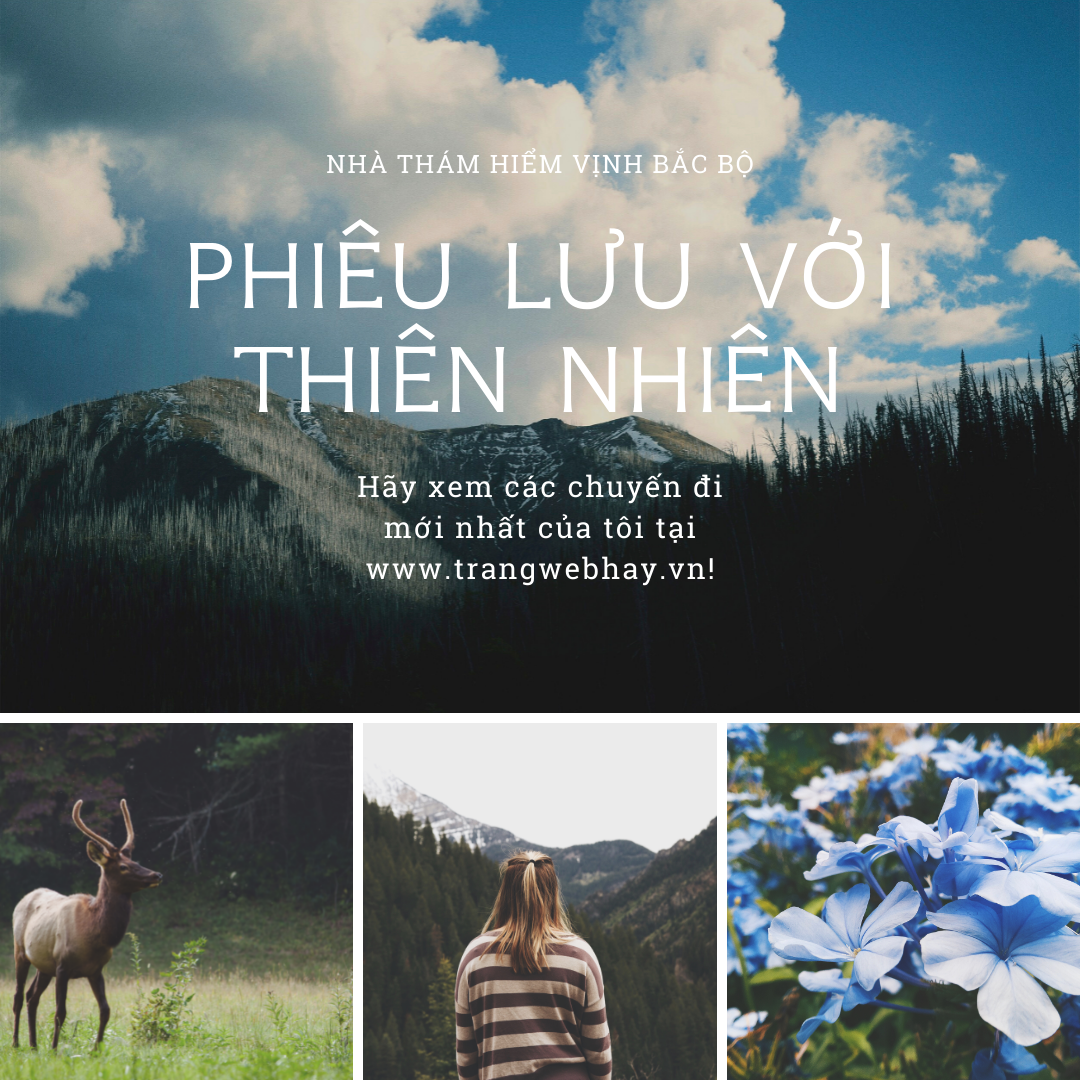 NHÀ THÁM HIỂM VỊNH BẮC BỘ
PHIÊU LƯU VỚI
THIÊN NHIÊN
Hãy xem các chuyến đi
mới nhất của tôi tại
www.trangwebhay.vn!